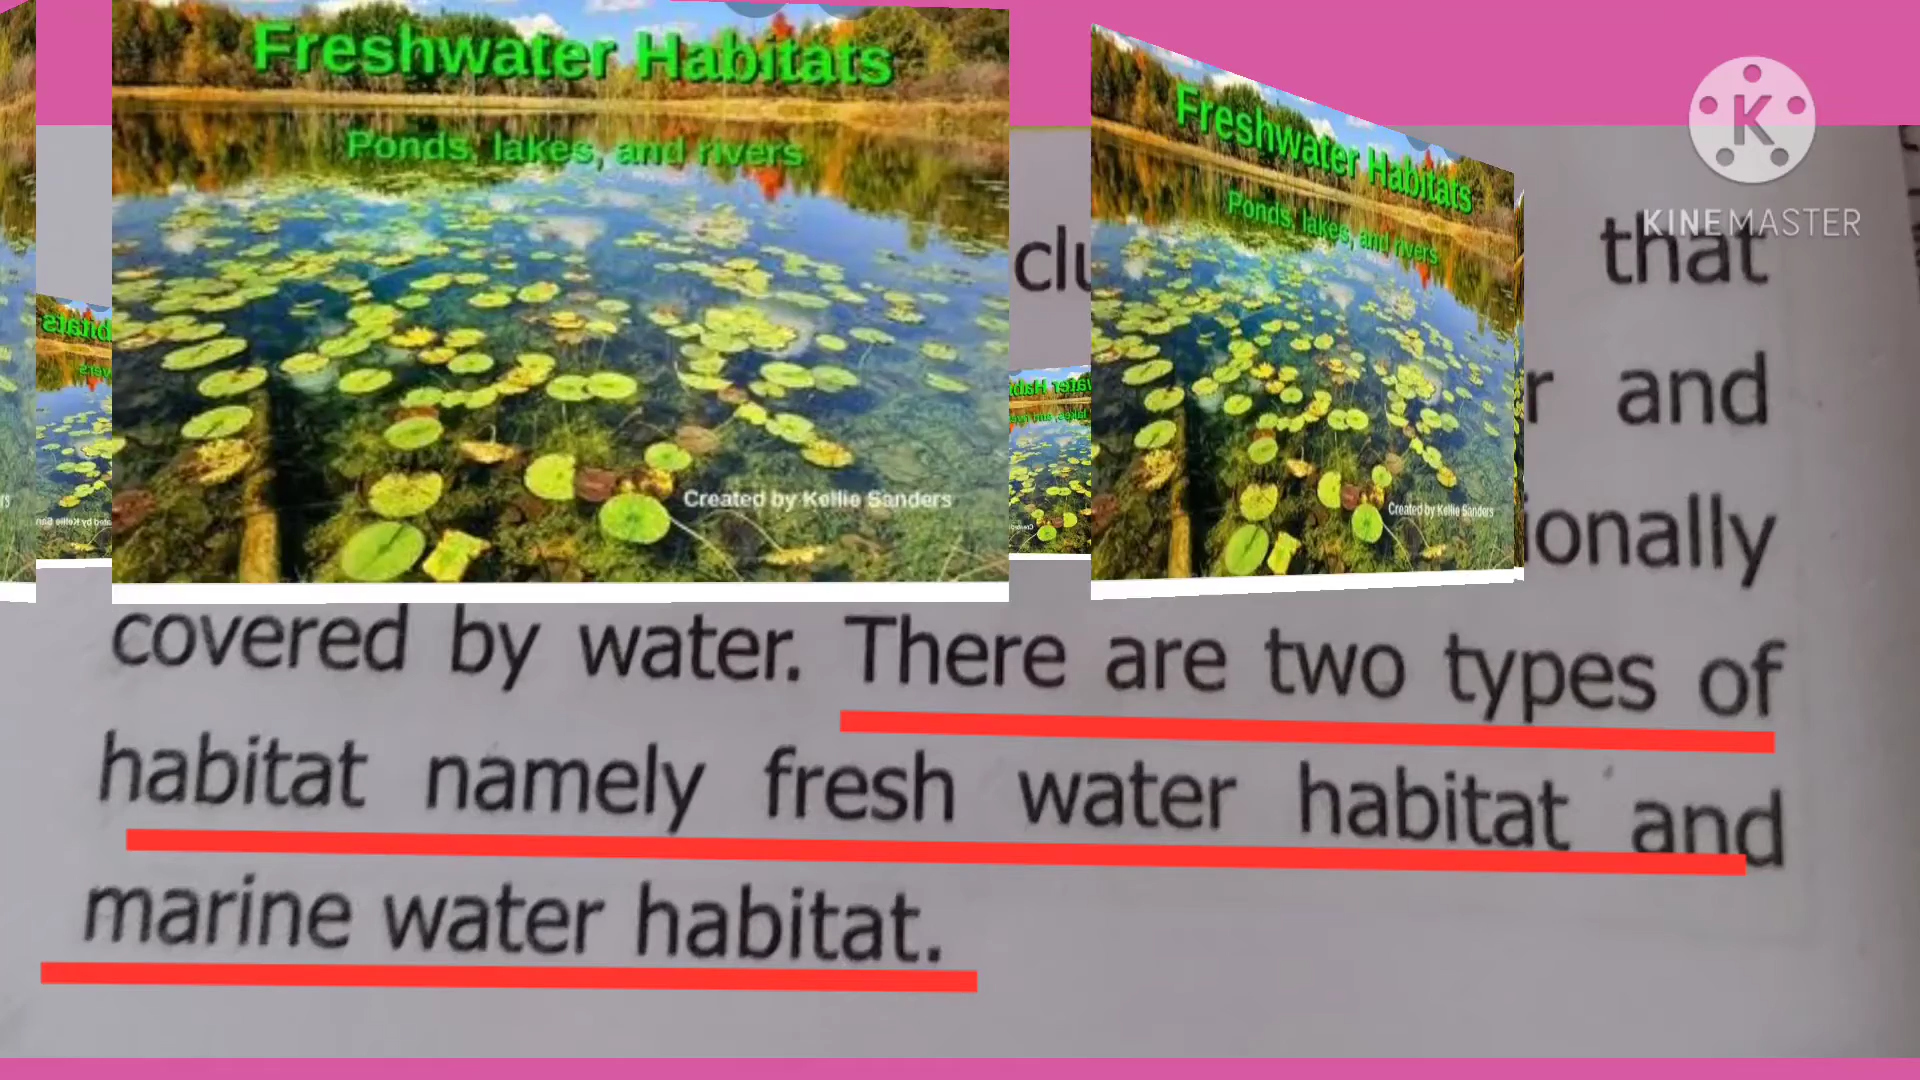 Freshwater Habitats
Ponds, lakes, and rivers
Created by Kellie Sanders
Freshwater Habitats
Ponds, lakes, and rivers
Created by Kellie Sanders
KINEMASTER
that
and
covered by water. There are two types of
habitat namely fresh water habitat and
marine water habitat.